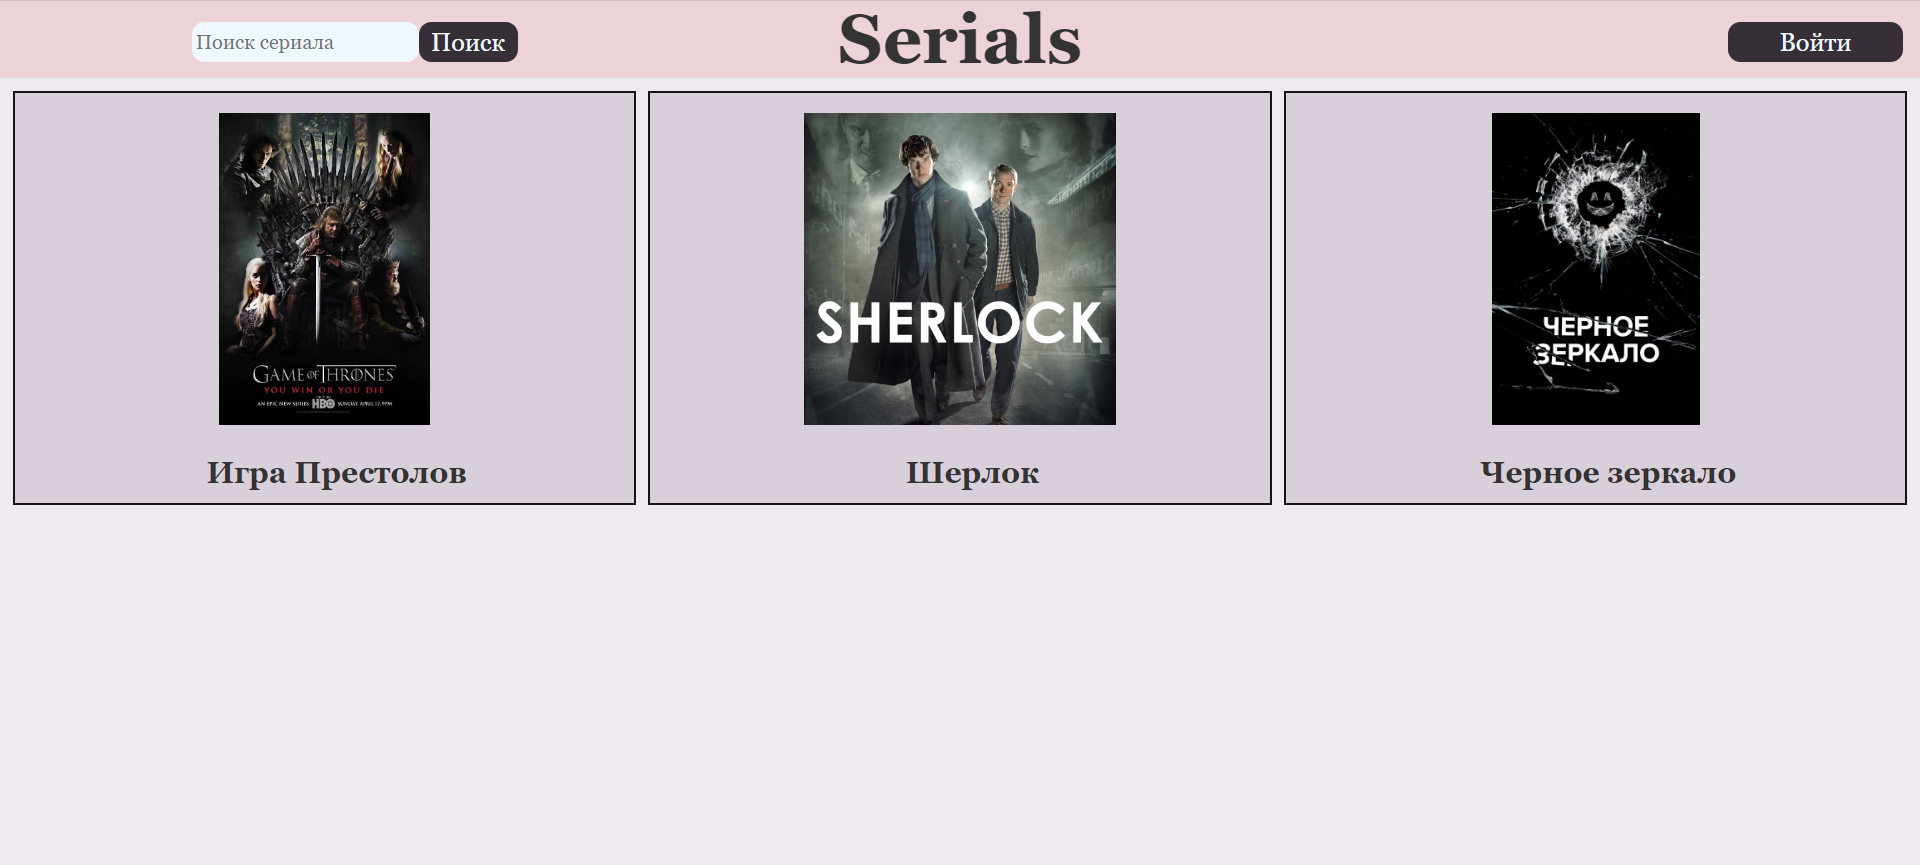 Поиск сериала
Поиск
Serials
Войти
GAME OF THRONES
YOU WIN OR YOU DIE
AN EPIC NEW SERIES HBO SUNDAY, APRIL 17, 9PM
SHERLOCK
ЧЕРНОЕ
ЗЕРКАЛО
Игра Престолов
Шерлок
Черное зеркало